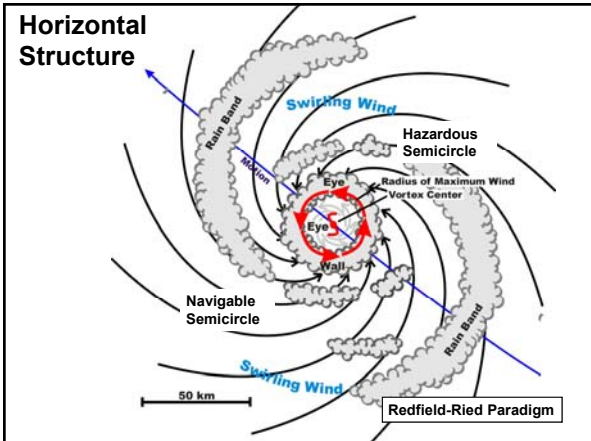 Horizontal
Structure
Swirling Wind
Rain Band
Hazardous
Semicircle
Motion
Eye
Radius of Maximum Wind
Vortex Center
Eye
Wall
Navigable
Semicircle
Rain Band
Swirling Wind
50 km
Redfield-Ried Paradigm